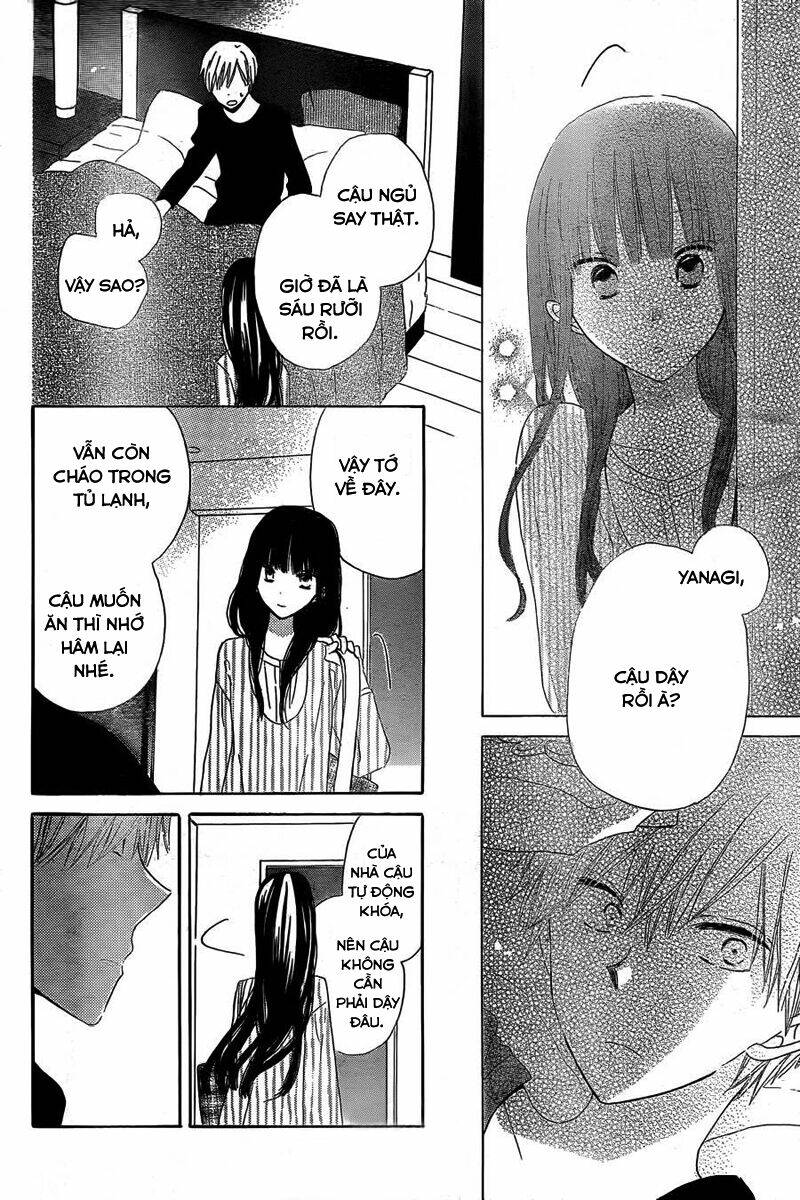 YANAGI,
CẬU DẬY
RỒI À?
CẬU NGỦ
SAY THẬT.
GIỜ ĐÃ LÀ
SÁU RƯỠI
RỒI.
HẢ,
VẬY SAO?
VẬY TỚ
VỀ ĐÂY.
VẪN CÒN
CHÁO TRONG
TỦ LẠNH,
CẬU MUỐN
ĂN THÌ NHỚ
HÂM LẠI
NHÉ.
CỦA
NHÀ CẬU
TỰ ĐỘNG
KHÓA,
NÊN CẬU
KHÔNG
CẦN
PHẢI DẬY
ĐÂU.